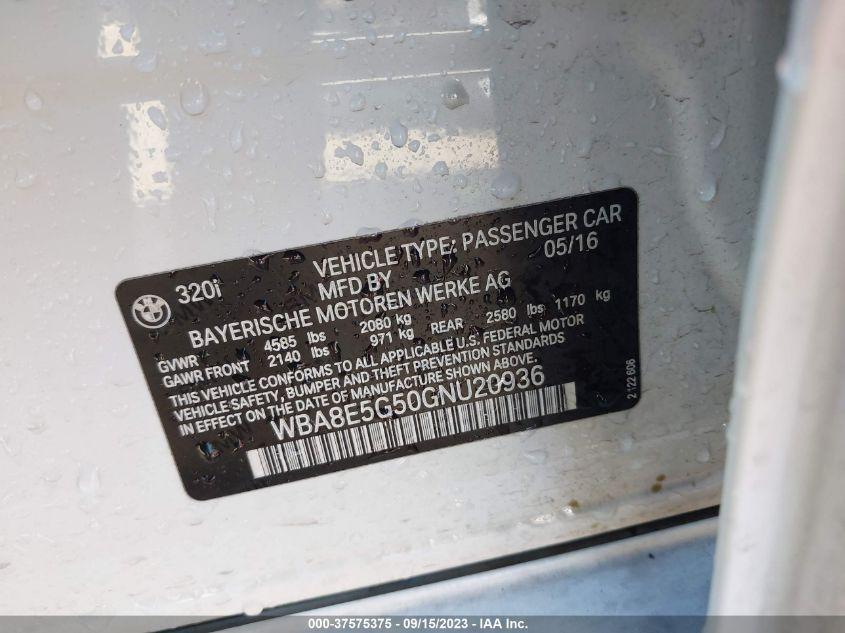 BMW
320i
VEHICLE TYPE: PASSENGER CAR
MFD BY 05/16
BAYERISCHE MOTOREN WERKE AG
GVWR 4585 lbs 2080 kg
GAWR FRONT 2140 lbs 971 kg REAR 2580 lbs 1170 kg
THIS VEHICLE CONFORMS TO ALL APPLICABLE U.S. FEDERAL MOTOR
VEHICLE SAFETY, BUMPER AND THEFT PREVENTION STANDARDS
IN EFFECT ON THE DATE OF MANUFACTURE SHOWN ABOVE.
WBA8E5G50GNU20936
2 122 606
000-37575375 - 09/15/2023 - IAA Inc.